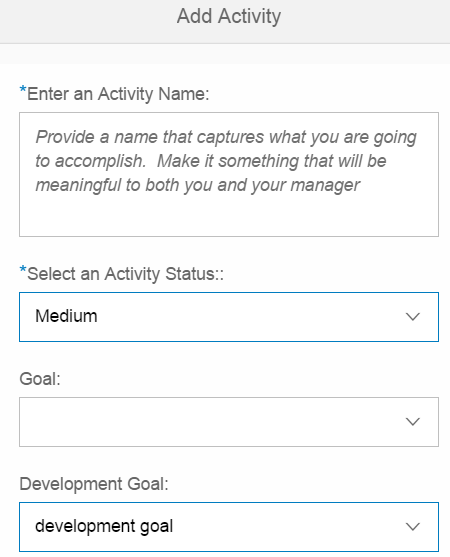 Add Activity
*Enter an Activity Name:
Provide a name that captures what you are going
to accomplish.  Make it something that will be
meaningful to both you and your manager
*Select an Activity Status::
Medium
Goal:
Development Goal:
development goal